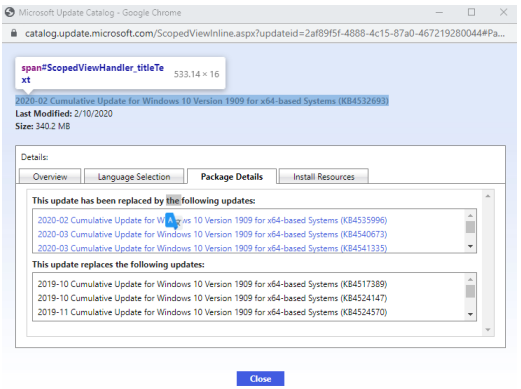 Microsoft Update Catalog - Google Chrome
catalog.update.microsoft.com/ScopedViewInline.aspx?updateid=2af89f5f-4888-4c15-87a0-467219280044#Pa...
span#ScopedViewHandler_titleTe
xt
533.14 × 16
2020-02 Cumulative Update for Windows 10 Version 1909 for x64-based Systems (KB4532693)
Last Modified: 2/10/2020
Size: 340.2 MB
Details:
Overview
Language Selection
Package Details
Install Resources
This update has been replaced by the following updates:
2020-02 Cumulative Update for Windows 10 Version 1909 for x64-based Systems (KB4535996)
2020-03 Cumulative Update for Windows 10 Version 1909 for x64-based Systems (KB4540673)
2020-03 Cumulative Update for Windows 10 Version 1909 for x64-based Systems (KB4541335)
This update replaces the following updates:
2019-10 Cumulative Update for Windows 10 Version 1909 for x64-based Systems (KB4517389)
2019-10 Cumulative Update for Windows 10 Version 1909 for x64-based Systems (KB4524147)
2019-11 Cumulative Update for Windows 10 Version 1909 for x64-based Systems (KB4524570)
Close